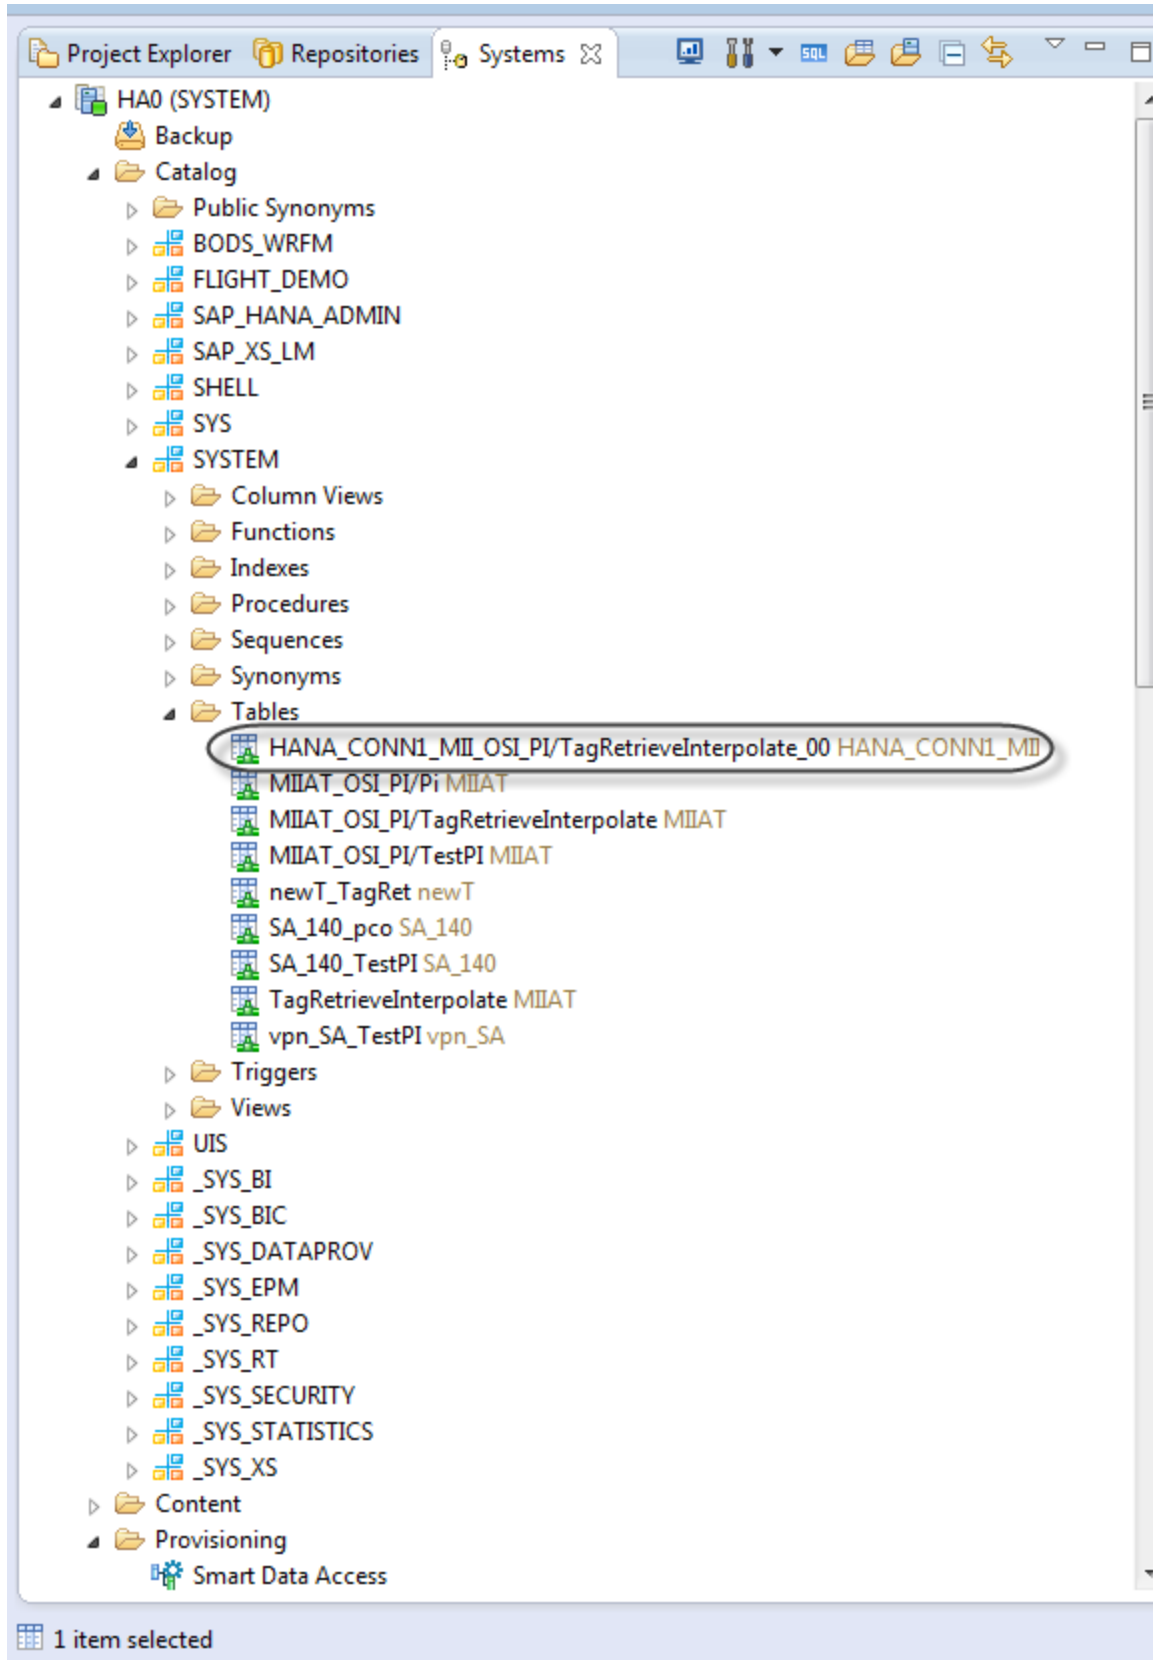 Project Explorer Repositories Systems SQL
HA0 (SYSTEM)
Backup
Catalog
Public Synonyms
BODS_WRFM
FLIGHT_DEMO
SAP_HANA_ADMIN
SAP_XS_LM
SHELL
SYS
SYSTEM
Column Views
Functions
Indexes
Procedures
Sequences
Synonyms
Tables
HANA_CONN1_MII_OSI_PI/TagRetrieveInterpolate_00 HANA_CONN1_MII
MIIAT_OSI_PI/Pi MIIAT
MIIAT_OSI_PI/TagRetrieveInterpolate MIIAT
MIIAT_OSI_PI/TestPI MIIAT
newT_TagRet newT
SA_140_pco SA_140
SA_140_TestPI SA_140
TagRetrieveInterpolate MIIAT
vpn_SA_TestPI vpn_SA
Triggers
Views
UIS
_SYS_BI
_SYS_BIC
_SYS_DATAPROV
_SYS_EPM
_SYS_REPO
_SYS_RT
_SYS_SECURITY
_SYS_STATISTICS
_SYS_XS
Content
Provisioning
Smart Data Access
1 item selected